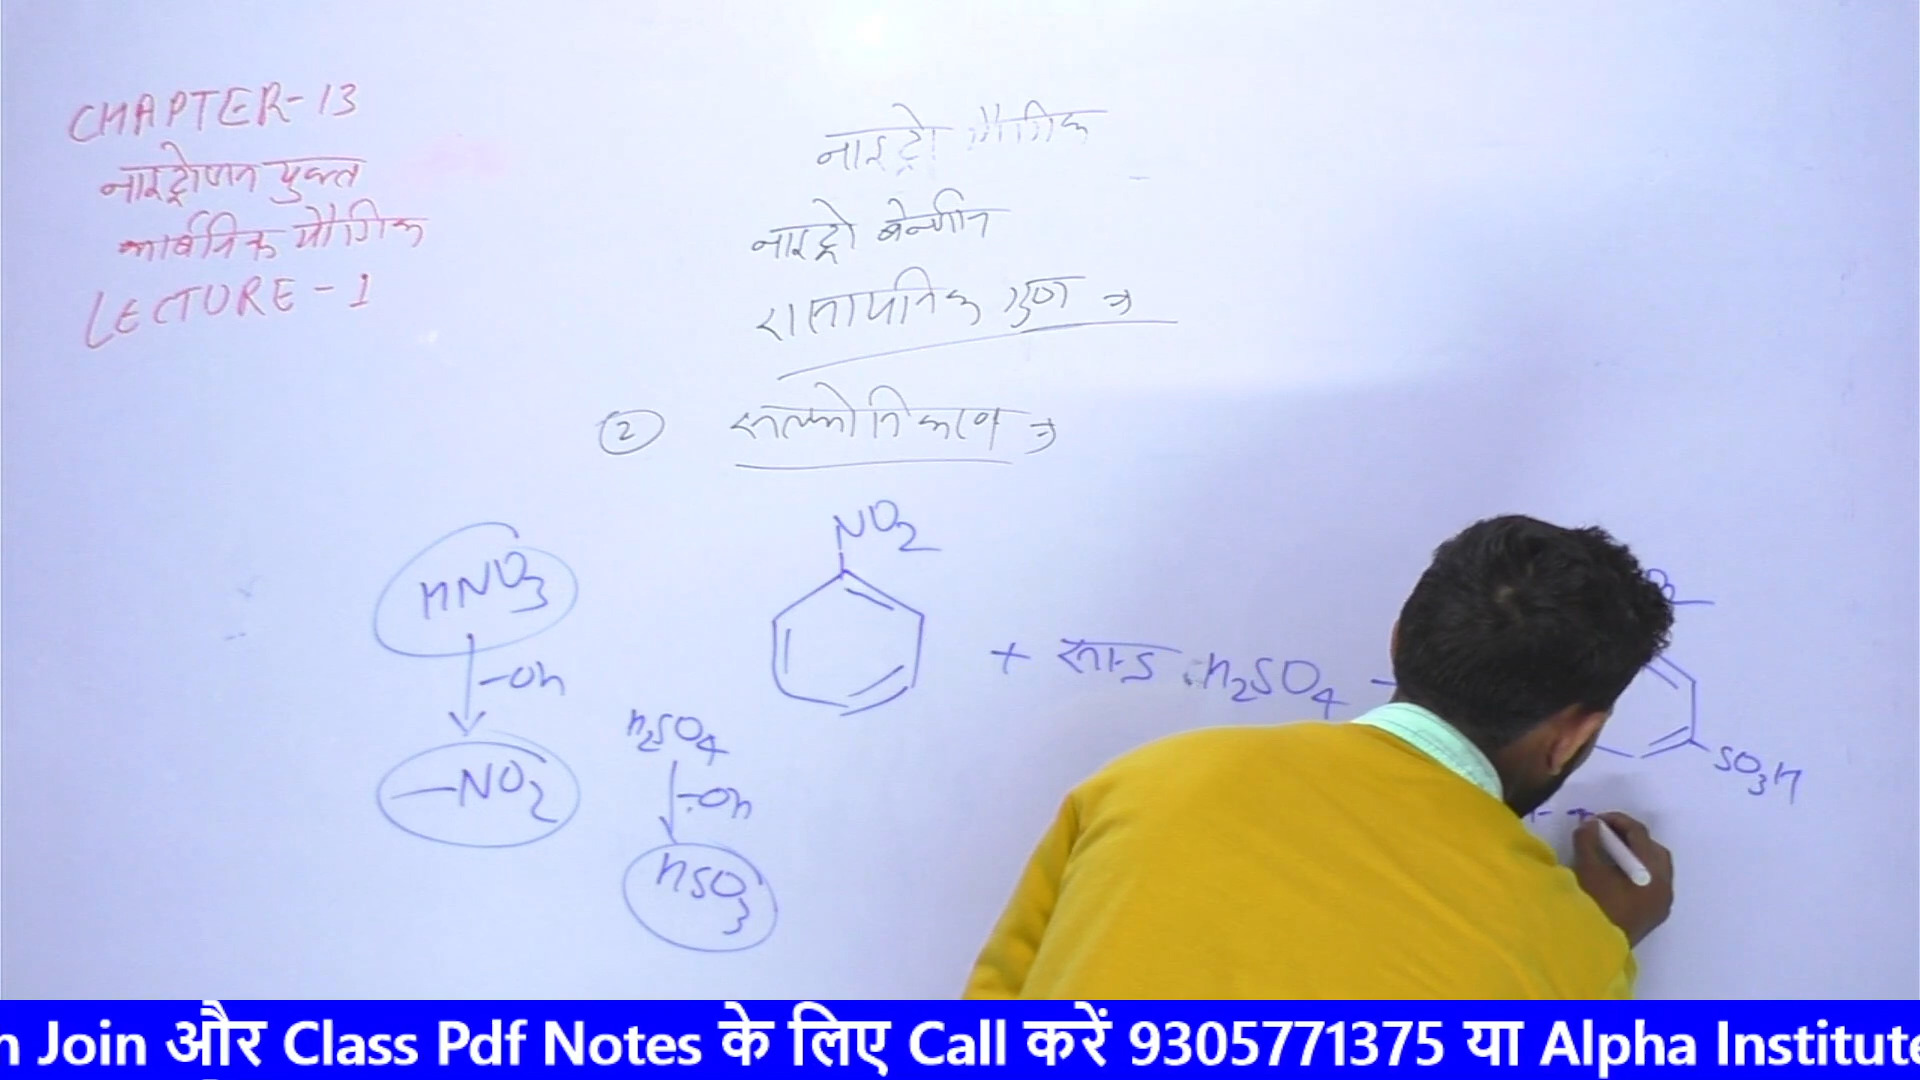 CHAPTER-13
नाइट्रोजन युक्त
कार्बनिक यौगिक
LECTURE-1
नाइट्रो यौगिक
नाइट्रो बेन्जीन
रासायनिक गुण →
2 सल्फोनिकरण →
HNO3
-OH
-NO2
H2SO4
-OH
HSO3
NO2
+ सान्द्र H2SO4
SO3H
n Join और Class Pdf Notes के लिए Call करें 9305771375 या Alpha Institute